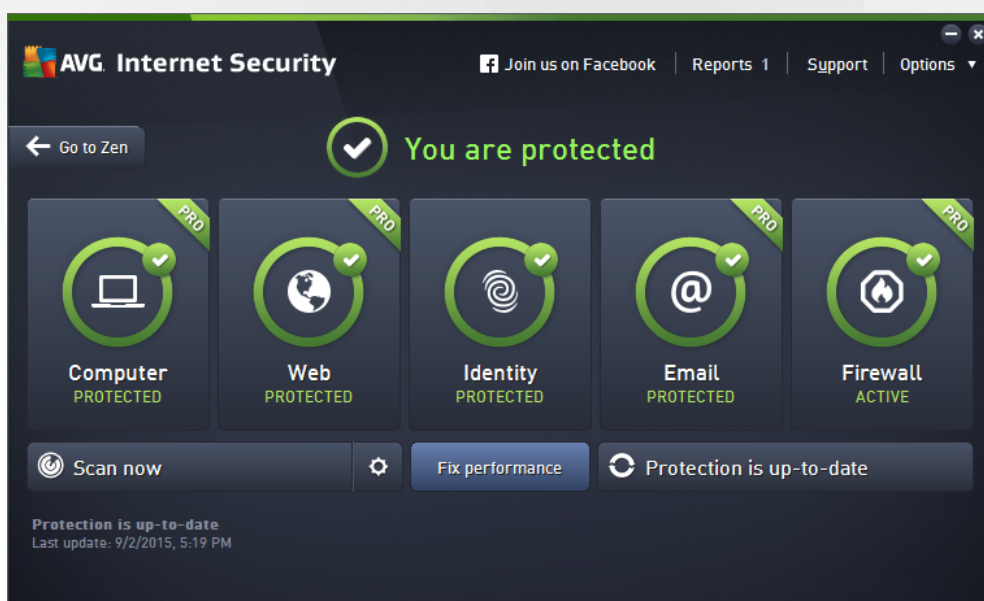 AVG. Internet Security
Join us on Facebook
Reports 1
Support
Options
Go to Zen
You are protected
PRO
PRO
PRO
PRO
Computer
PROTECTED
Web
PROTECTED
Identity
PROTECTED
@
Email
PROTECTED
Firewall
ACTIVE
Scan now
Fix performance
Protection is up-to-date
Protection is up-to-date
Last update: 9/2/2015, 5:19 PM